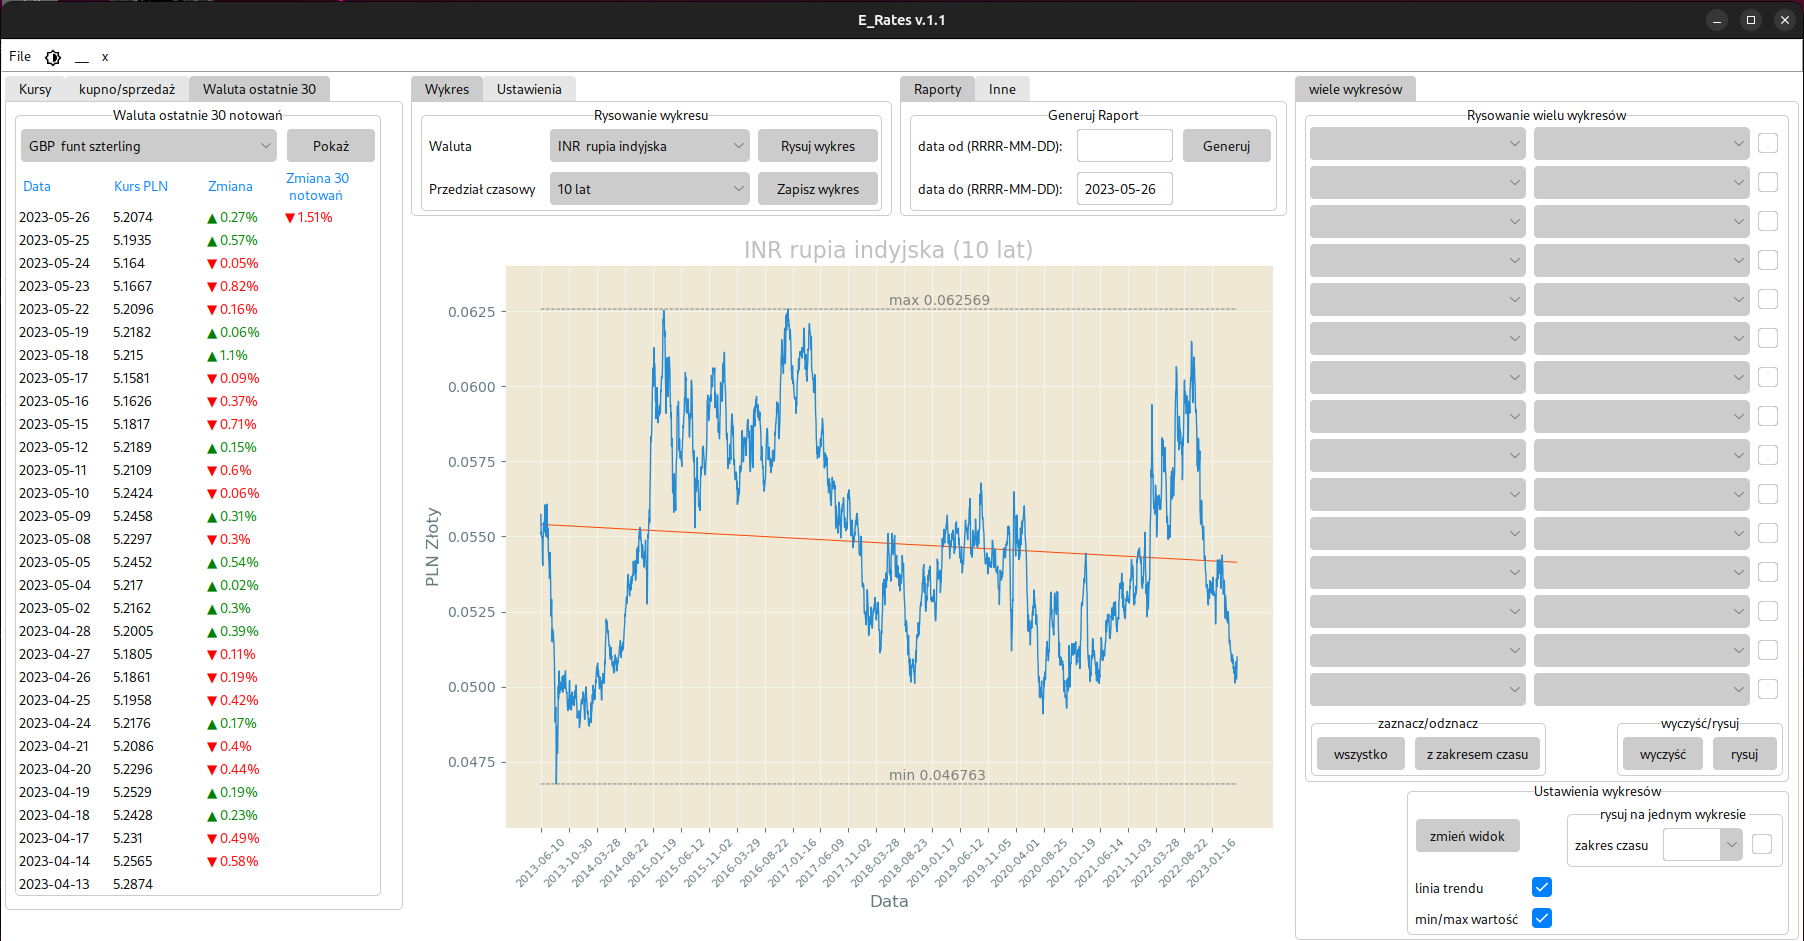 E_Rates v.1.1
File
x
Kursy kupno/sprzedaż Waluta ostatnie 30
Waluta ostatnie 30 notowań
GBP funt szterling Pokaż
Data Kurs PLN Zmiana Zmiana 30 notowań
2023-05-26 5.2074 ▲ 0.27% ▼ 1.51%
2023-05-25 5.1935 ▲ 0.57%
2023-05-24 5.164 ▼ 0.05%
2023-05-23 5.1667 ▼ 0.82%
2023-05-22 5.2096 ▼ 0.16%
2023-05-19 5.2182 ▲ 0.06%
2023-05-18 5.215 ▲ 1.1%
2023-05-17 5.1581 ▼ 0.09%
2023-05-16 5.1626 ▼ 0.37%
2023-05-15 5.1817 ▼ 0.71%
2023-05-12 5.2189 ▲ 0.15%
2023-05-11 5.2109 ▼ 0.6%
2023-05-10 5.2424 ▼ 0.06%
2023-05-09 5.2458 ▲ 0.31%
2023-05-08 5.2297 ▼ 0.3%
2023-05-05 5.2452 ▲ 0.54%
2023-05-04 5.217 ▲ 0.02%
2023-05-02 5.2162 ▲ 0.3%
2023-04-28 5.2005 ▲ 0.39%
2023-04-27 5.1805 ▼ 0.11%
2023-04-26 5.1861 ▼ 0.19%
2023-04-25 5.1958 ▼ 0.42%
2023-04-24 5.2176 ▲ 0.17%
2023-04-21 5.2086 ▼ 0.4%
2023-04-20 5.2296 ▼ 0.44%
2023-04-19 5.2529 ▲ 0.19%
2023-04-18 5.2428 ▲ 0.23%
2023-04-17 5.231 ▼ 0.49%
2023-04-14 5.2565 ▼ 0.58%
2023-04-13 5.2874
Wykres Ustawienia
Rysowanie wykresu
Waluta INR rupia indyjska Rysuj wykres
Przedział czasowy 10 lat Zapisz wykres
Raporty Inne
Generuj Raport
data od (RRRR-MM-DD): Generuj
data do (RRRR-MM-DD): 2023-05-26
INR rupia indyjska (10 lat)
max 0.062569
0.0625
0.0600
0.0575
0.0550
0.0525
0.0500
0.0475
PLN Złoty
min 0.046763
2013-06-10 2013-10-30 2014-03-28 2014-08-22 2015-01-19 2015-06-12 2015-11-02 2016-03-29 2016-08-22 2017-01-16 2017-06-09 2017-11-02 2018-03-28 2018-08-23 2019-01-17 2019-06-12 2019-11-05 2020-04-01 2020-08-25 2021-01-19 2021-06-14 2021-11-03 2022-03-28 2022-08-22 2023-01-16
Data
wiele wykresów
Rysowanie wielu wykresów
zaznacz/odznacz
wszystko z zakresem czasu
wyczyść/rysuj
wyczyść rysuj
Ustawienia wykresów
zmień widok
rysuj na jednym wykresie
zakres czasu
linia trendu
min/max wartość